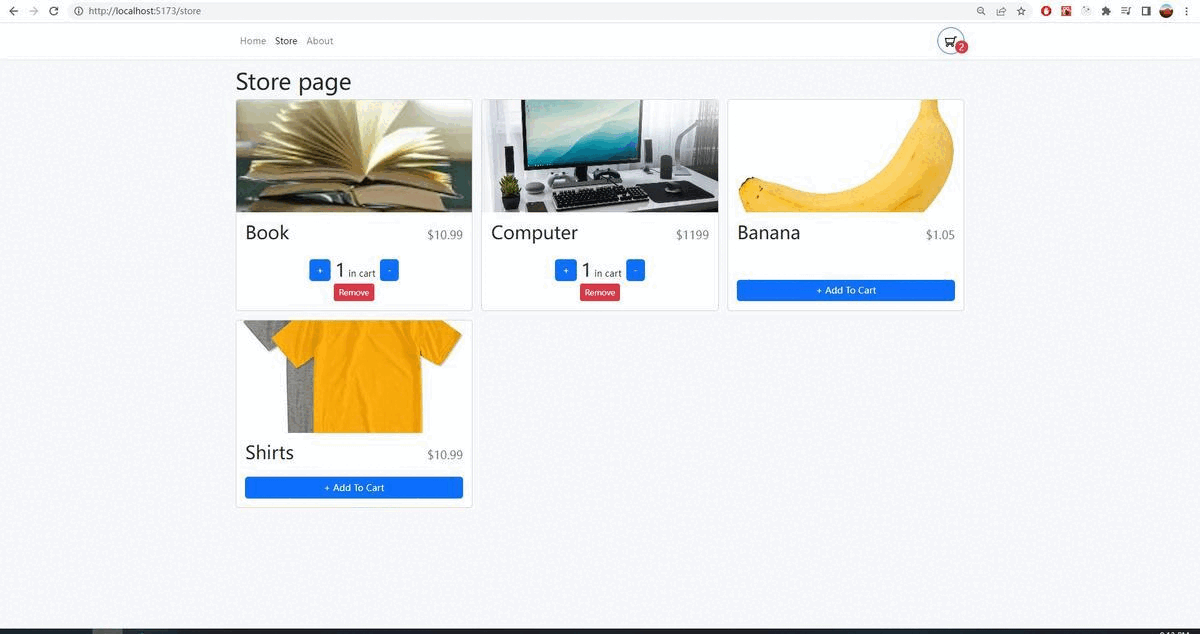 http://localhost:5173/store
Home Store About
2
Store page
Book $10.99
+ 1 in cart -
Remove
Computer $1199
+ 1 in cart -
Remove
Banana $1.05
+ Add To Cart
Shirts $10.99
+ Add To Cart